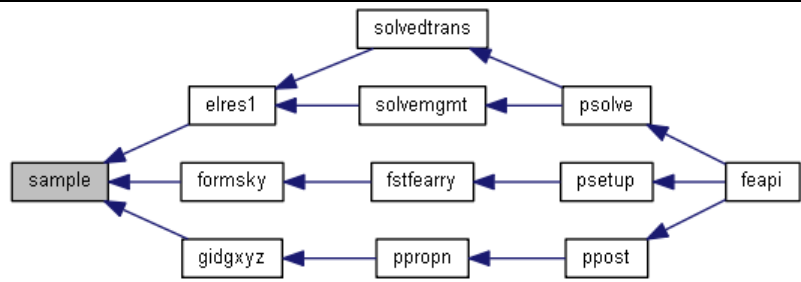 solvedtrans
elres1
solvemgmt
psolve
sample
formsky
fstfearry
psetup
feapi
gidgxyz
ppropn
ppost